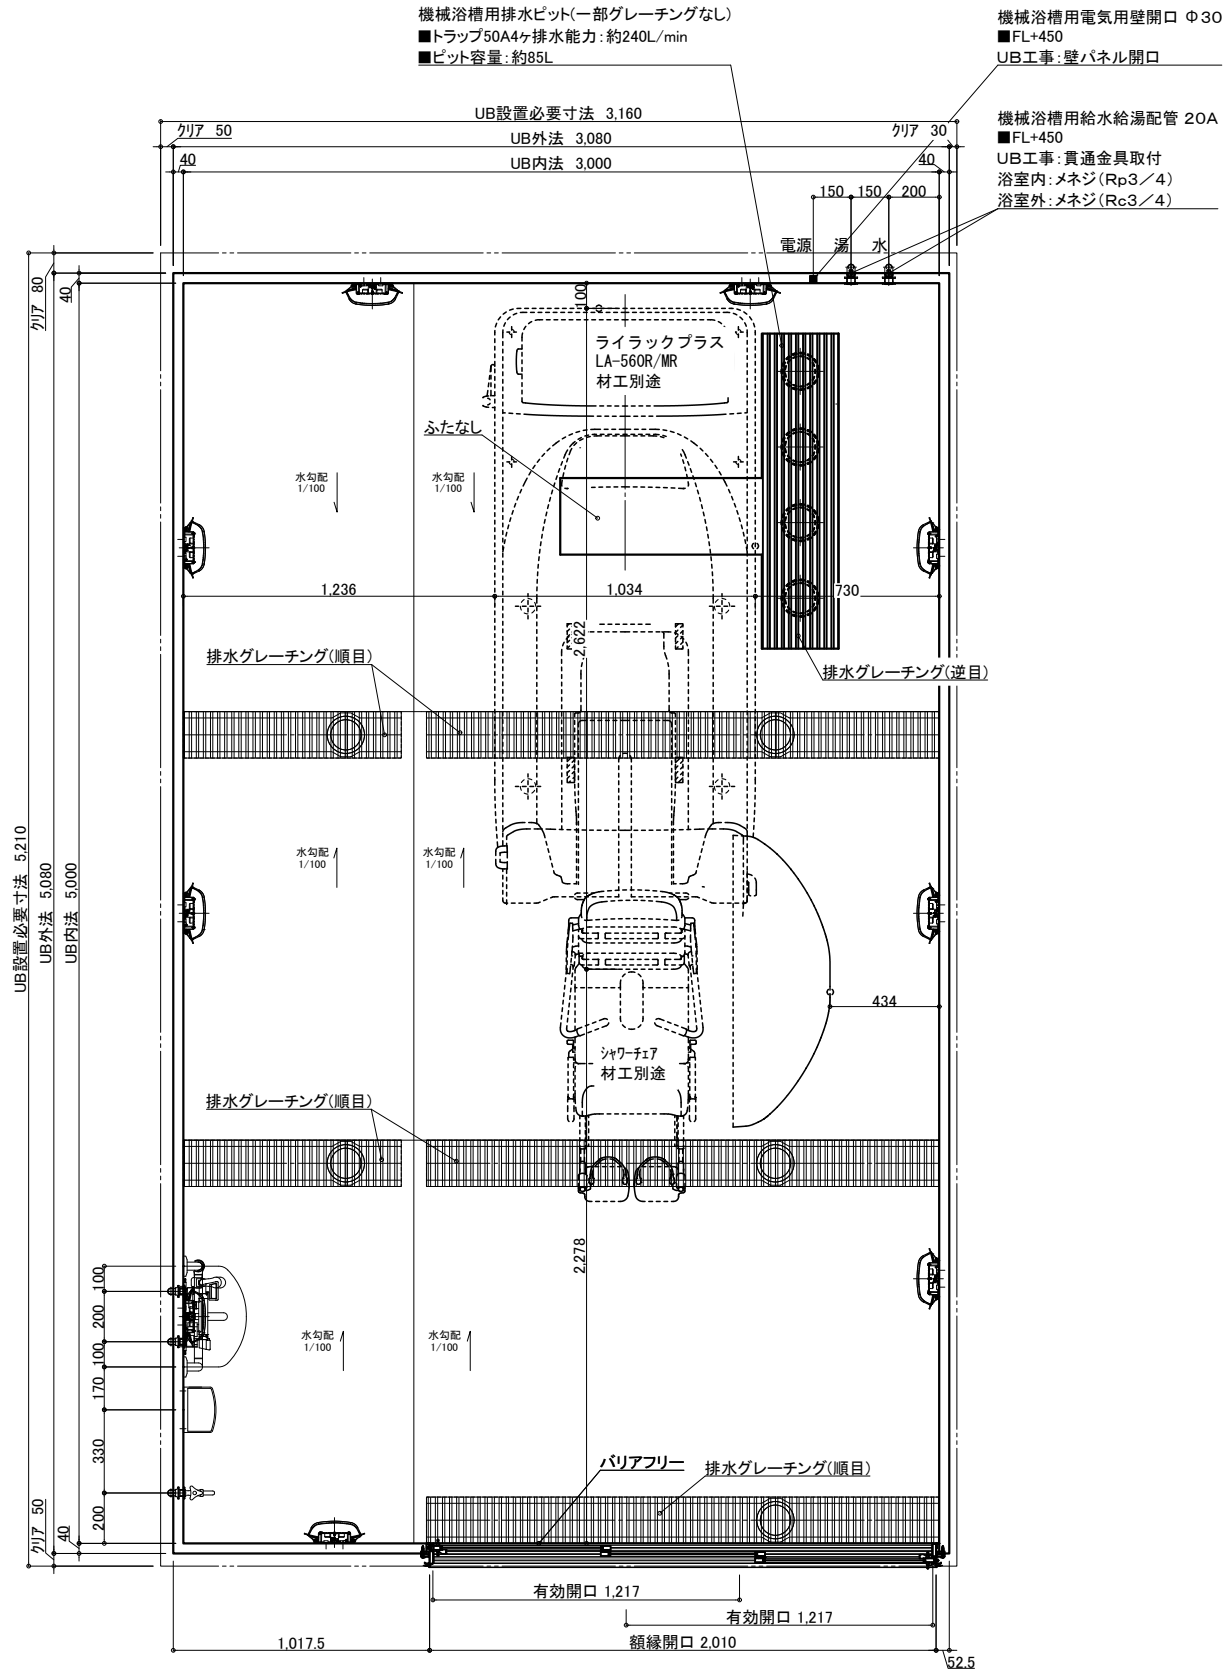 機械浴槽用排水ピット(一部グレーチングなし)
■トラップ50A4ヶ排水能力:約240L/min
■ピット容量:約85L
機械浴槽用電気用壁開口 Φ30
■FL+450
UB工事:壁パネル開口
機械浴槽用給水給湯配管 20A
■FL+450
UB工事:貫通金具取付
浴室内:メネジ(Rp3/4)
浴室外:メネジ(Rc3/4)
UB設置必要寸法 3,160
クリア 50
UB外法 3,080
クリア 30
40
UB内法 3,000
40
150
150
200
電源
湯
水
クリア 80
40
100
ライラックプラス
LA-560R/MR
材工別途
ふたなし
水勾配
1/100
水勾配
1/100
1,236
1,034
730
2,622
排水グレーチング(順目)
排水グレーチング(逆目)
UB設置必要寸法 5,210
UB外法 5,080
UB内法 5,000
水勾配
1/100
水勾配
1/100
434
シャワーチェア
材工別途
排水グレーチング(順目)
2,278
100
200
100
170
330
200
水勾配
1/100
水勾配
1/100
バリアフリー
排水グレーチング(順目)
クリア 50
40
有効開口 1,217
有効開口 1,217
1,017.5
額縁開口 2,010
52.5